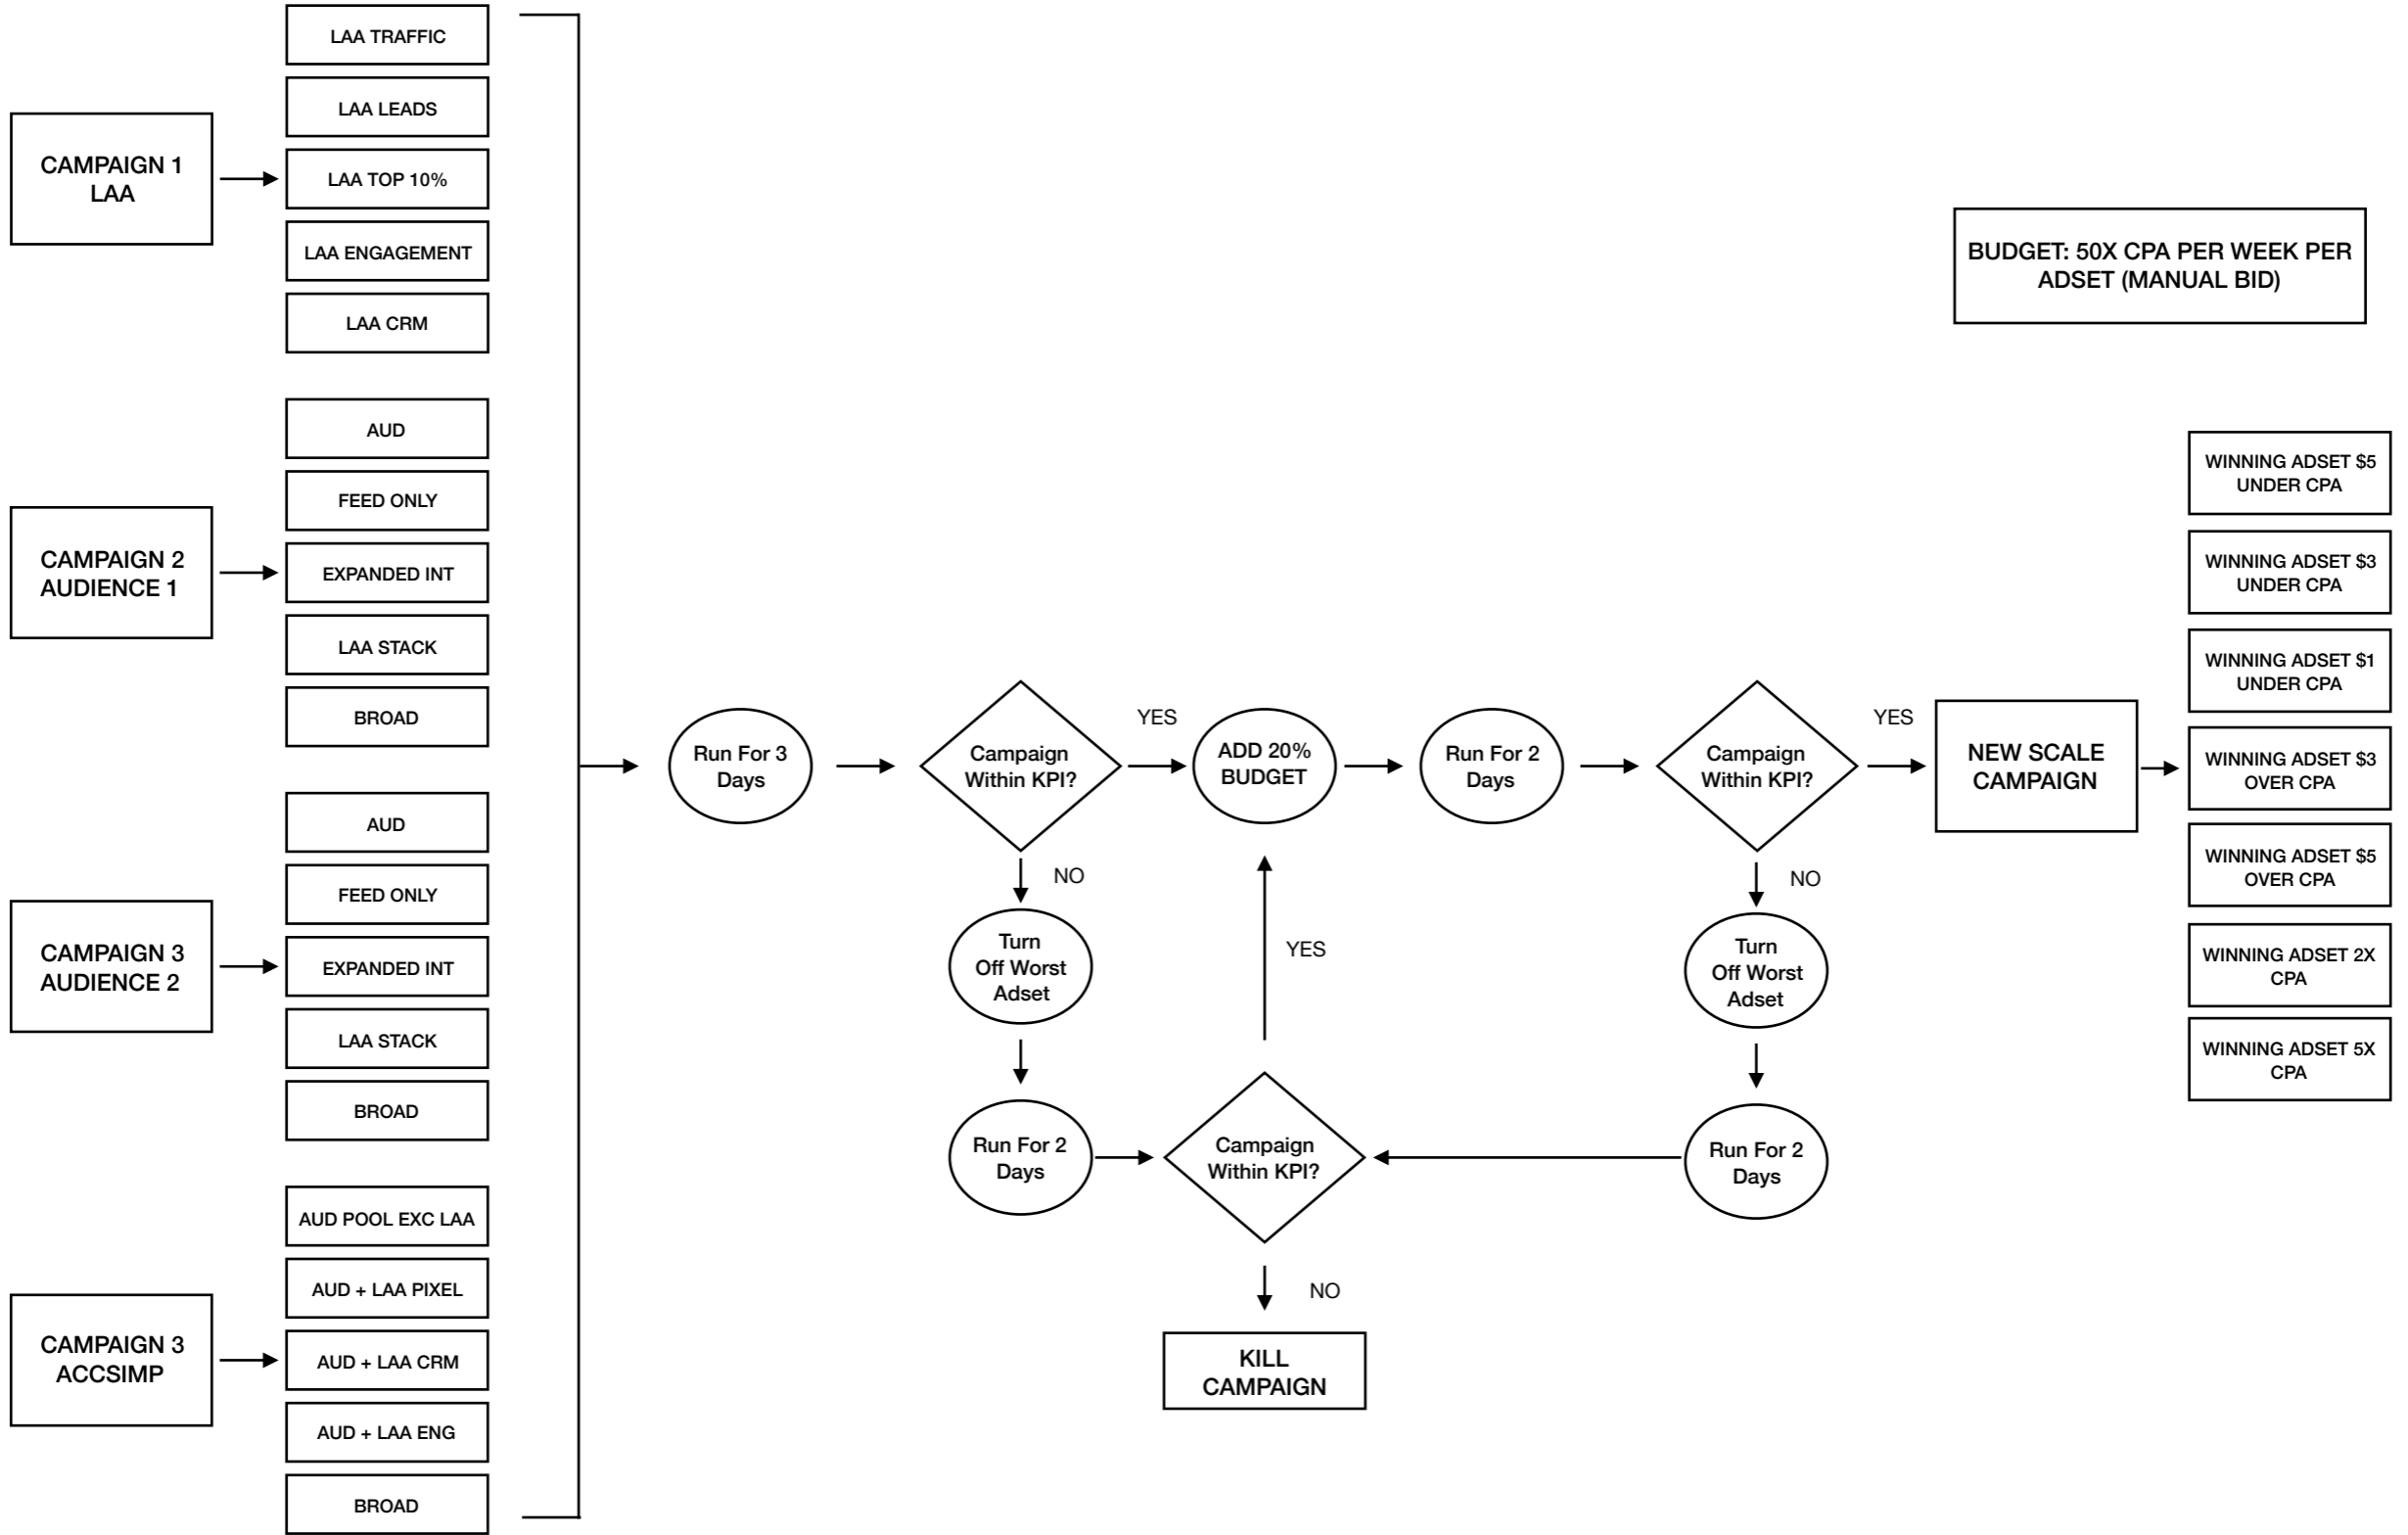 CAMPAIGN 1
LAA
LAA TRAFFIC
LAA LEADS
LAA TOP 10%
LAA ENGAGEMENT
LAA CRM
CAMPAIGN 2
AUDIENCE 1
AUD
FEED ONLY
EXPANDED INT
LAA STACK
BROAD
CAMPAIGN 3
AUDIENCE 2
AUD
FEED ONLY
EXPANDED INT
LAA STACK
BROAD
CAMPAIGN 3
ACCSIMP
AUD POOL EXC LAA
AUD + LAA PIXEL
AUD + LAA CRM
AUD + LAA ENG
BROAD
Run For 3
Days
Campaign
Within KPI?
YES
ADD 20%
BUDGET
Run For 2
Days
Campaign
Within KPI?
YES
NEW SCALE
CAMPAIGN
NO
Turn
Off Worst
Adset
Run For 2
Days
YES
Campaign
Within KPI?
NO
KILL
CAMPAIGN
NO
Turn
Off Worst
Adset
Run For 2
Days
BUDGET: 50X CPA PER WEEK PER
ADSET (MANUAL BID)
WINNING ADSET $5
UNDER CPA
WINNING ADSET $3
UNDER CPA
WINNING ADSET $1
UNDER CPA
WINNING ADSET $3
OVER CPA
WINNING ADSET $5
OVER CPA
WINNING ADSET 2X
CPA
WINNING ADSET 5X
CPA